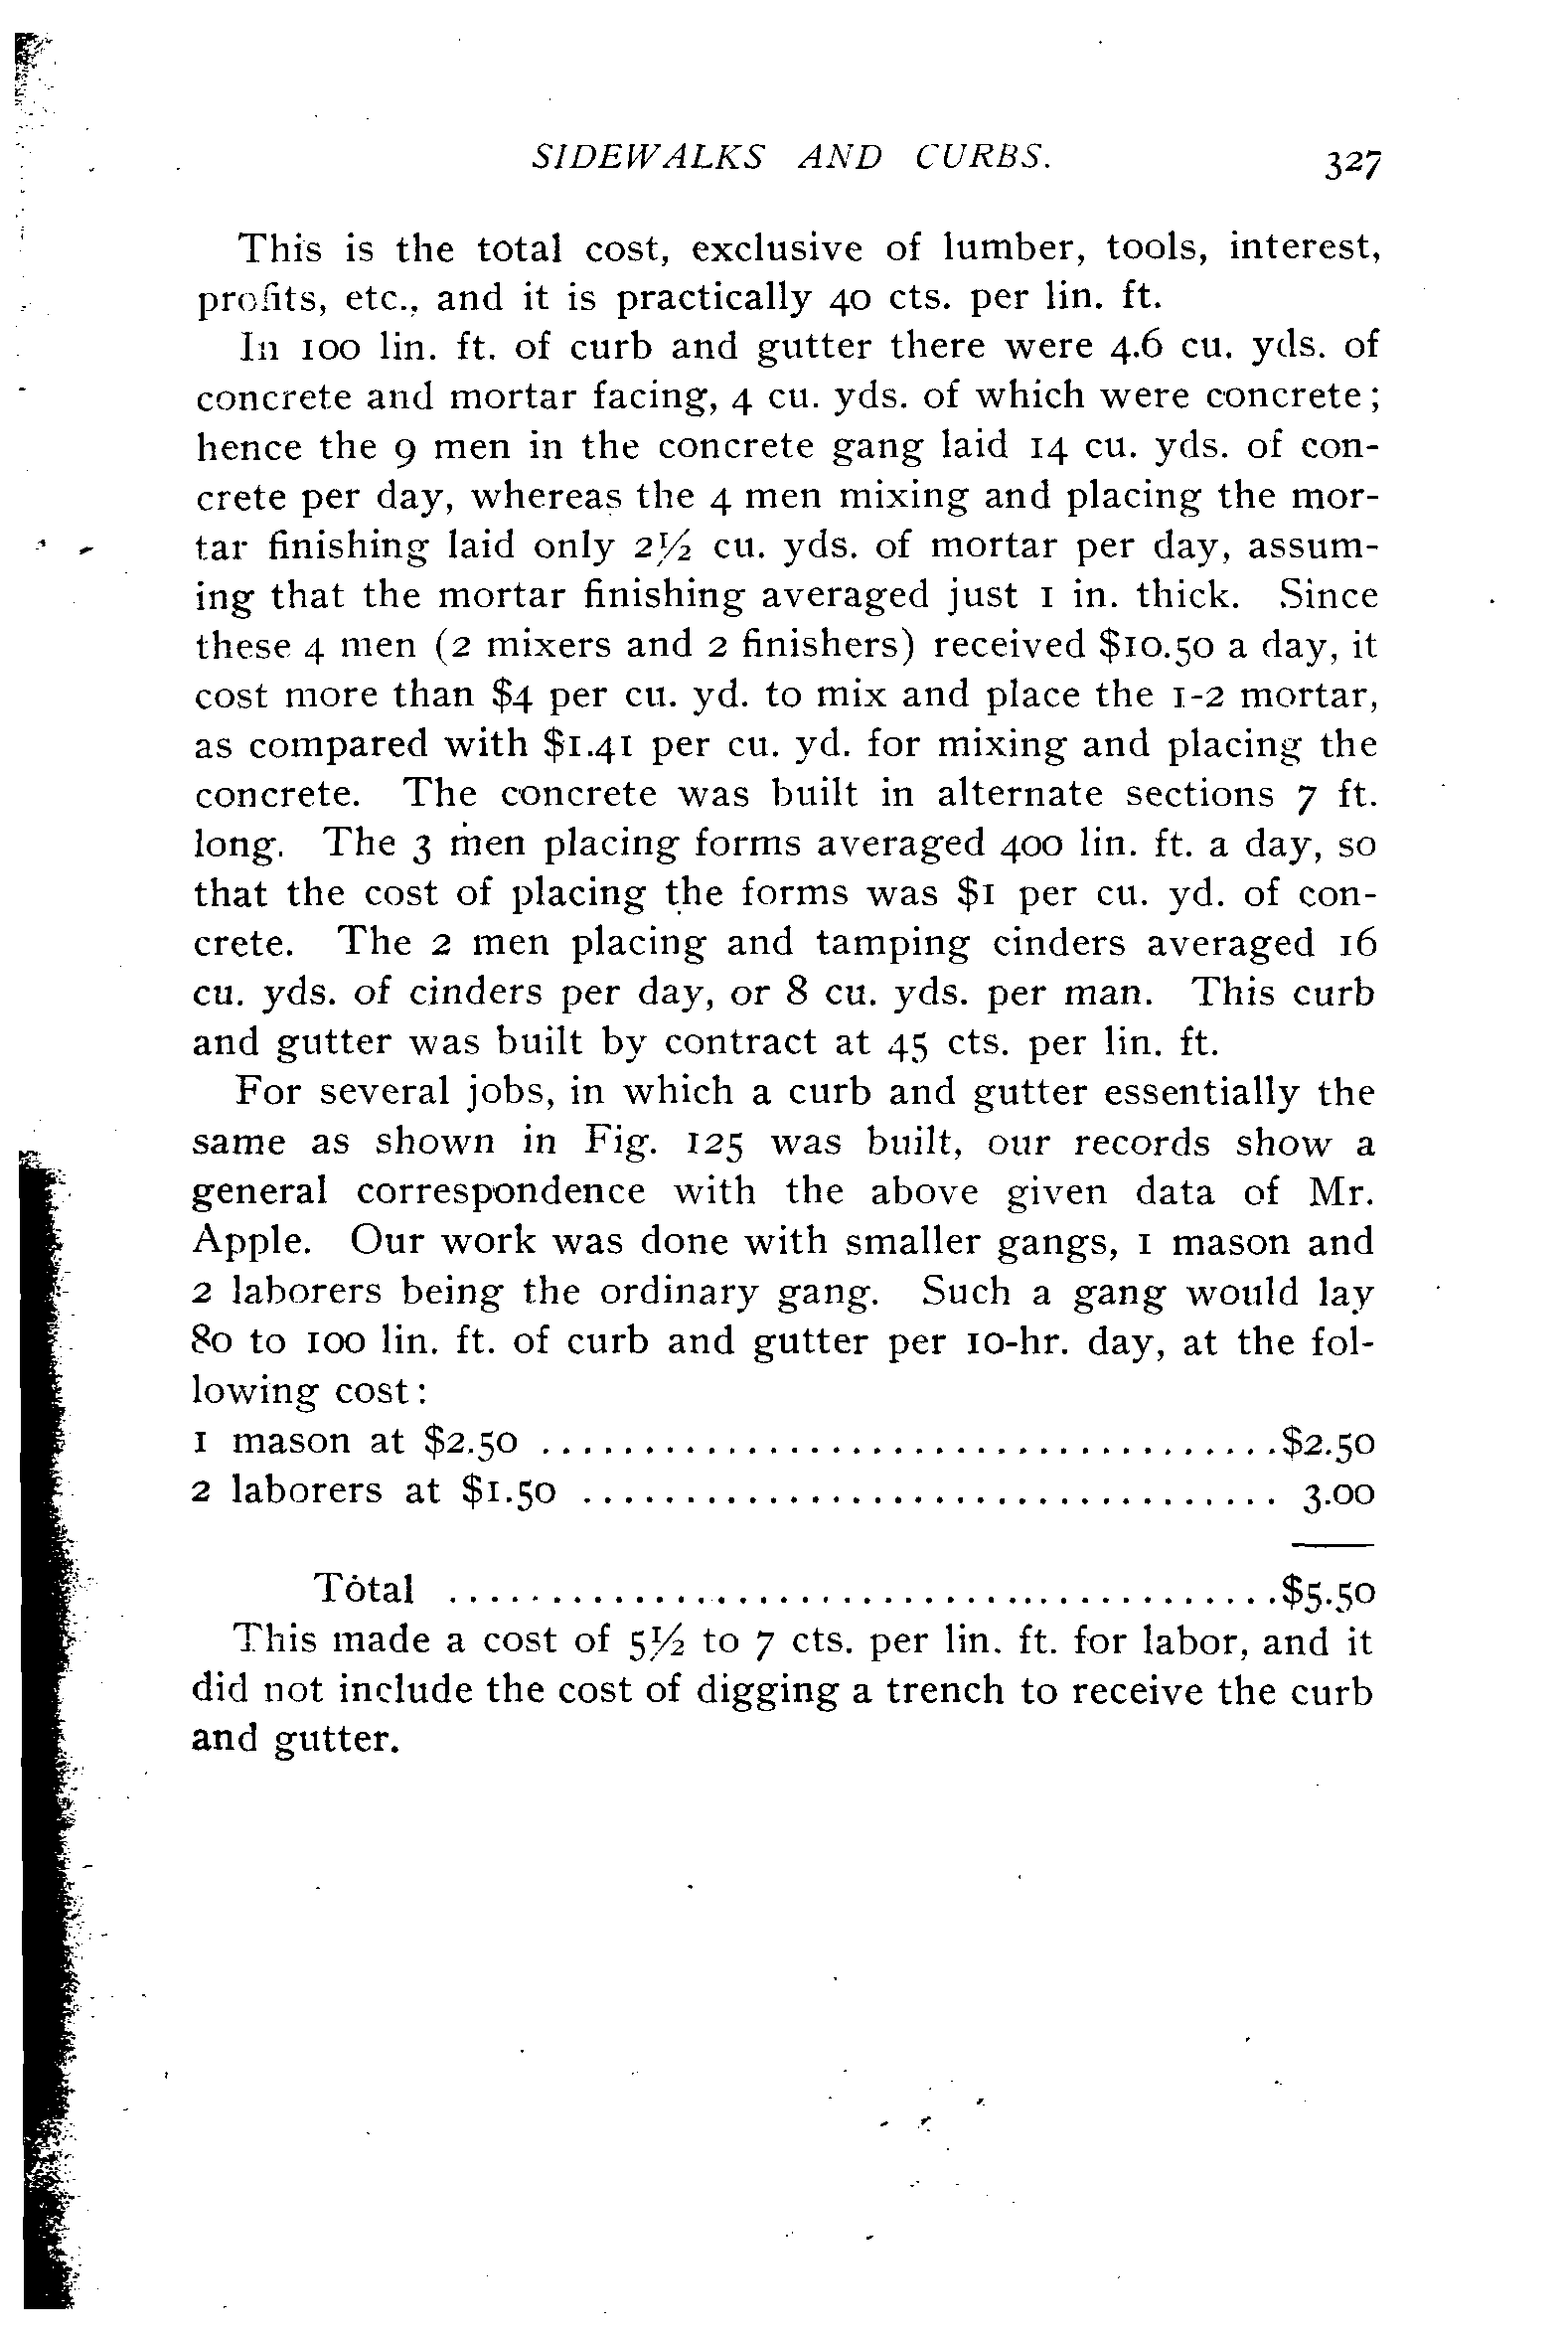 SIDEWALKS AND CURBS. 327
This is the total cost, exclusive of lumber, tools, interest,
profits, etc., and it is practically 40 cts. per lin. ft.
In 100 lin. ft. of curb and gutter there were 4.6 cu. yds. of
concrete and mortar facing, 4 cu. yds. of which were concrete;
hence the 9 men in the concrete gang laid 14 cu. yds. of con-
crete per day, whereas the 4 men mixing and placing the mor-
tar finishing laid only 2½ cu. yds. of mortar per day, assum-
ing that the mortar finishing averaged just 1 in. thick. Since
these 4 men (2 mixers and 2 finishers) received $10.50 a day, it
cost more than $4 per cu. yd. to mix and place the 1-2 mortar,
as compared with $1.41 per cu. yd. for mixing and placing the
concrete. The concrete was built in alternate sections 7 ft.
long. The 3 men placing forms averaged 400 lin. ft. a day, so
that the cost of placing the forms was $1 per cu. yd. of con-
crete. The 2 men placing and tamping cinders averaged 16
cu. yds. of cinders per day, or 8 cu. yds. per man. This curb
and gutter was built by contract at 45 cts. per lin. ft.
For several jobs, in which a curb and gutter essentially the
same as shown in Fig. 125 was built, our records show a
general correspondence with the above given data of Mr.
Apple. Our work was done with smaller gangs, 1 mason and
2 laborers being the ordinary gang. Such a gang would lay
80 to 100 lin. ft. of curb and gutter per 10-hr. day, at the fol-
lowing cost:
1 mason at $2.50 ....................................$2.50
2 laborers at $1.50 .................................. 3.00
Total ........................................$5.50
This made a cost of 5½ to 7 cts. per lin. ft. for labor, and it
did not include the cost of digging a trench to receive the curb
and gutter.